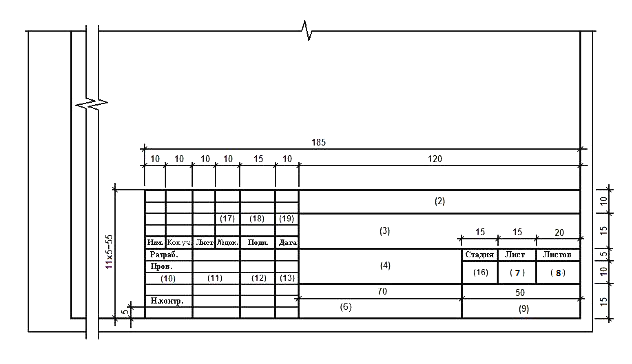 185
10 10 10 10 15 10 120
(2)
10
(17) (18) (19)
(3)
15
15 15 20
11x5=55
Изм. Кол.уч. Лист №док. Подп. Дата
Разраб.
(4)
Стадия Лист Листов
5
Пров.
(10) (11) (12) (13)
(16) (7) (8)
10
70 50
Н.контр.
(6)
(9)
15
5